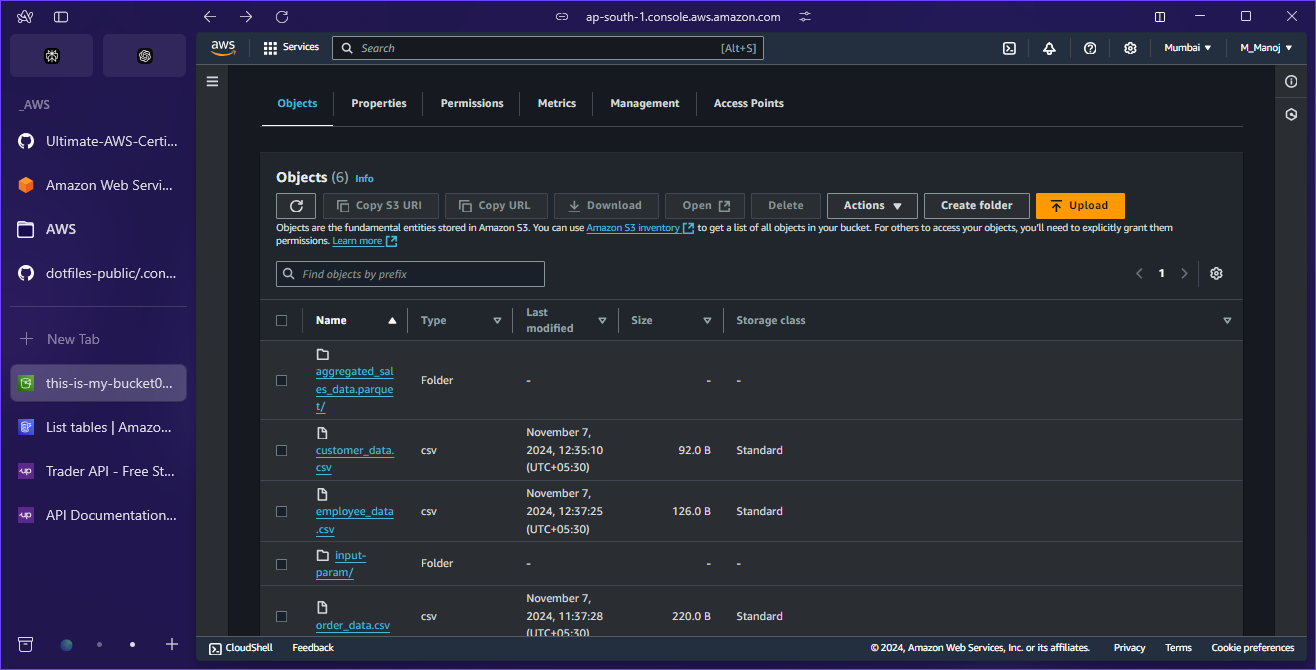 ap-south-1.console.aws.amazon.com
_AWS
Ultimate-AWS-Certi...
Amazon Web Servi...
AWS
dotfiles-public/.con...
New Tab
this-is-my-bucket0...
List tables | Amazo...
Trader API - Free St...
API Documentation...
aws
Services
Search
[Alt+S]
Mumbai
M_Manoj
Objects
Properties
Permissions
Metrics
Management
Access Points
Objects (6) Info
Copy S3 URI
Copy URL
Download
Open
Delete
Actions
Create folder
Upload
Objects are the fundamental entities stored in Amazon S3. You can use Amazon S3 inventory to get a list of all objects in your bucket. For others to access your objects, you'll need to explicitly grant them
permissions. Learn more
Find objects by prefix
1
Name
Type
Last
modified
Size
Storage class
aggregated_sal
es_data.parque
t/
Folder
-
-
-
customer_data.
csv
csv
November 7,
2024, 12:35:10
(UTC+05:30)
92.0 B
Standard
employee_data
.csv
csv
November 7,
2024, 12:37:25
(UTC+05:30)
126.0 B
Standard
input-
param/
Folder
-
-
-
order_data.csv
csv
November 7,
2024, 11:37:28
(UTC+05:30)
220.0 B
Standard
CloudShell
Feedback
© 2024, Amazon Web Services, Inc. or its affiliates.
Privacy
Terms
Cookie preferences